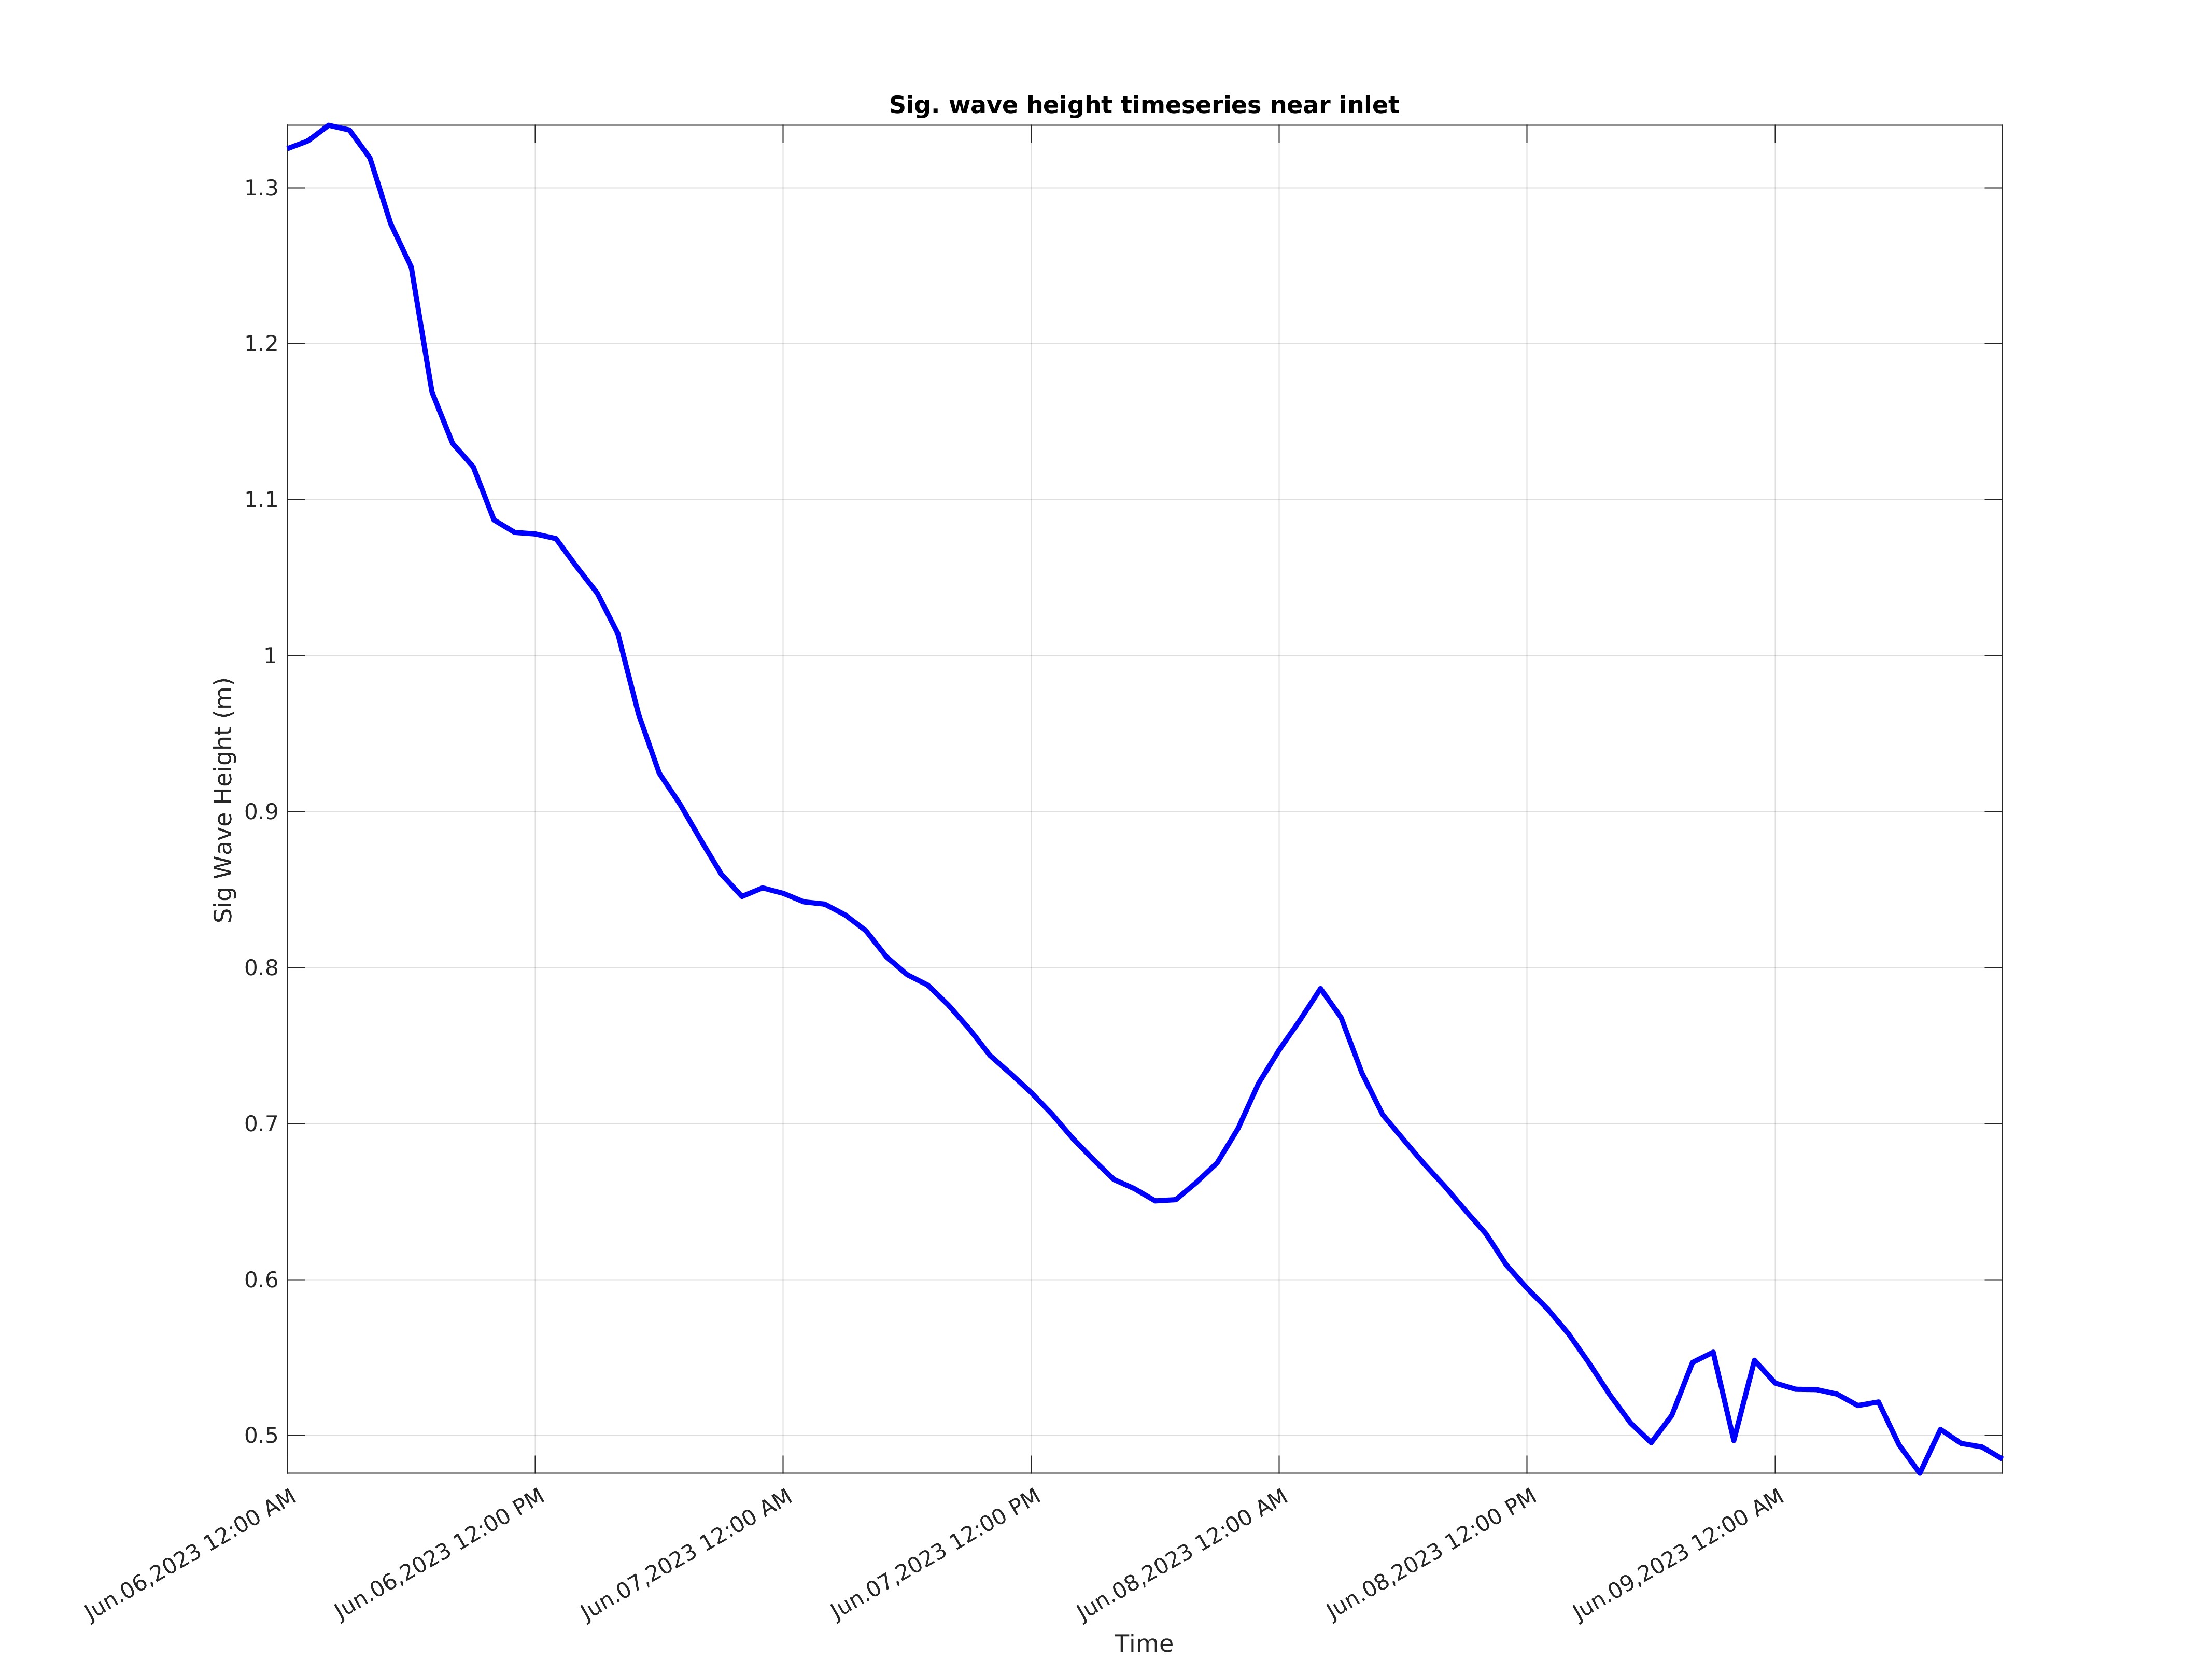 Sig. wave height timeseries near inlet
Sig Wave Height (m)
1.3
1.2
1.1
1
0.9
0.8
0.7
0.6
0.5
Jun.06,2023 12:00 AM
Jun.06,2023 12:00 PM
Jun.07,2023 12:00 AM
Jun.07,2023 12:00 PM
Jun.08,2023 12:00 AM
Jun.08,2023 12:00 PM
Jun.09,2023 12:00 AM
Time